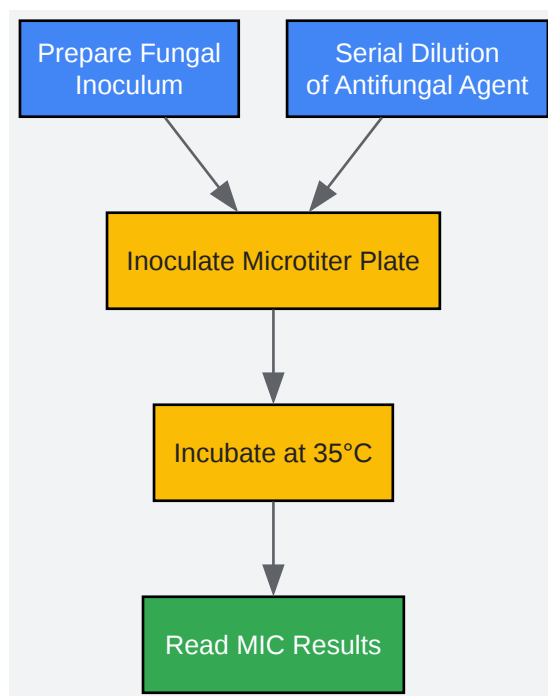 Prepare Fungal
Inoculum
Serial Dilution
of Antifungal Agent
Inoculate Microtiter Plate
Incubate at 35°C
Read MIC Results